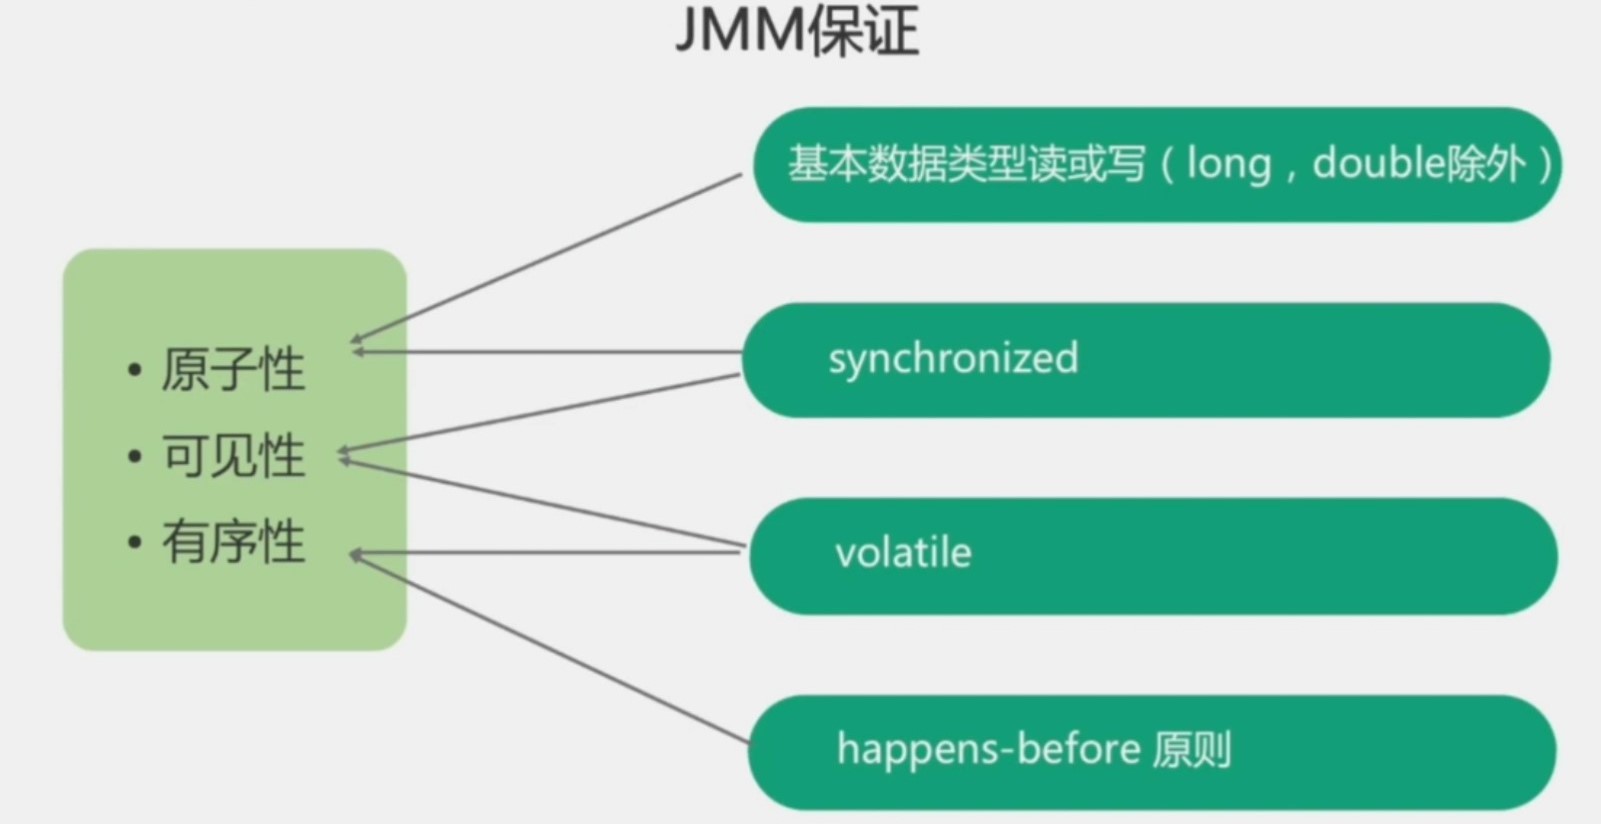 JMM保证
基本数据类型读或写（long，double除外）
synchronized
• 原子性
• 可见性
• 有序性
volatile
happens-before 原则